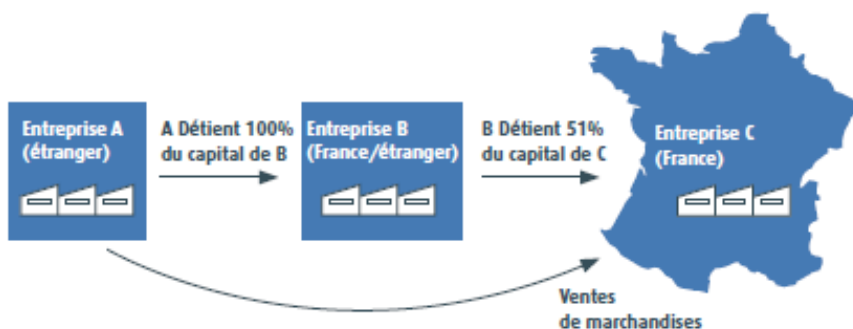 Entreprise A
(étranger)
A Détient 100%
du capital de B
Entreprise B
(France/étranger)
B Détient 51%
du capital de C
Entreprise C
(France)
Ventes
de marchandises